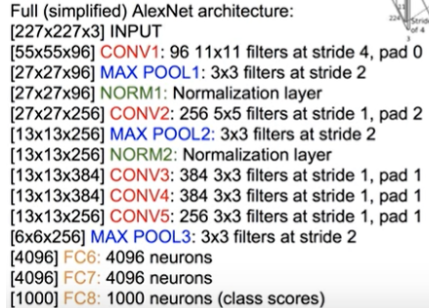 Full (simplified) AlexNet architecture:
[227x227x3] INPUT
[55x55x96] CONV1: 96 11x11 filters at stride 4, pad 0
[27x27x96] MAX POOL1: 3x3 filters at stride 2
[27x27x96] NORM1: Normalization layer
[27x27x256] CONV2: 256 5x5 filters at stride 1, pad 2
[13x13x256] MAX POOL2: 3x3 filters at stride 2
[13x13x256] NORM2: Normalization layer
[13x13x384] CONV3: 384 3x3 filters at stride 1, pad 1
[13x13x384] CONV4: 384 3x3 filters at stride 1, pad 1
[13x13x256] CONV5: 256 3x3 filters at stride 1, pad 1
[6x6x256] MAX POOL3: 3x3 filters at stride 2
[4096] FC6: 4096 neurons
[4096] FC7: 4096 neurons
[1000] FC8: 1000 neurons (class scores)
224
Strid
of 4
3